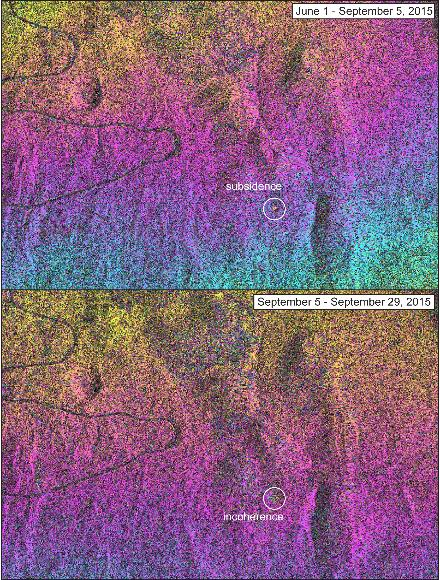 June 1 - September 5, 2015
subsidence
September 5 - September 29, 2015
incoherence